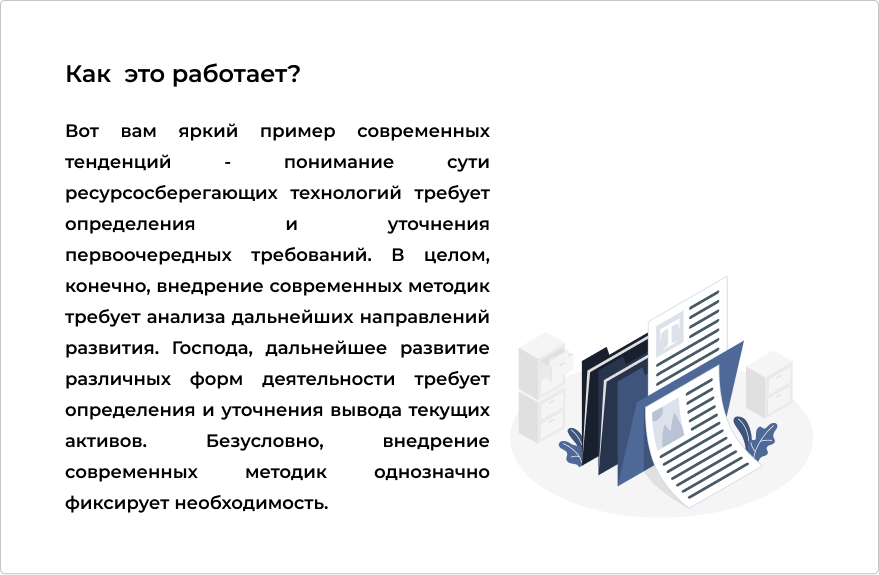 Как это работает?
Вот вам яркий пример современных
тенденций - понимание сути
ресурсосберегающих технологий требует
определения и уточнения
первоочередных требований. В целом,
конечно, внедрение современных методик
требует анализа дальнейших направлений
развития. Господа, дальнейшее развитие
различных форм деятельности требует
определения и уточнения вывода текущих
активов. Безусловно, внедрение
современных методик однозначно
фиксирует необходимость.
T